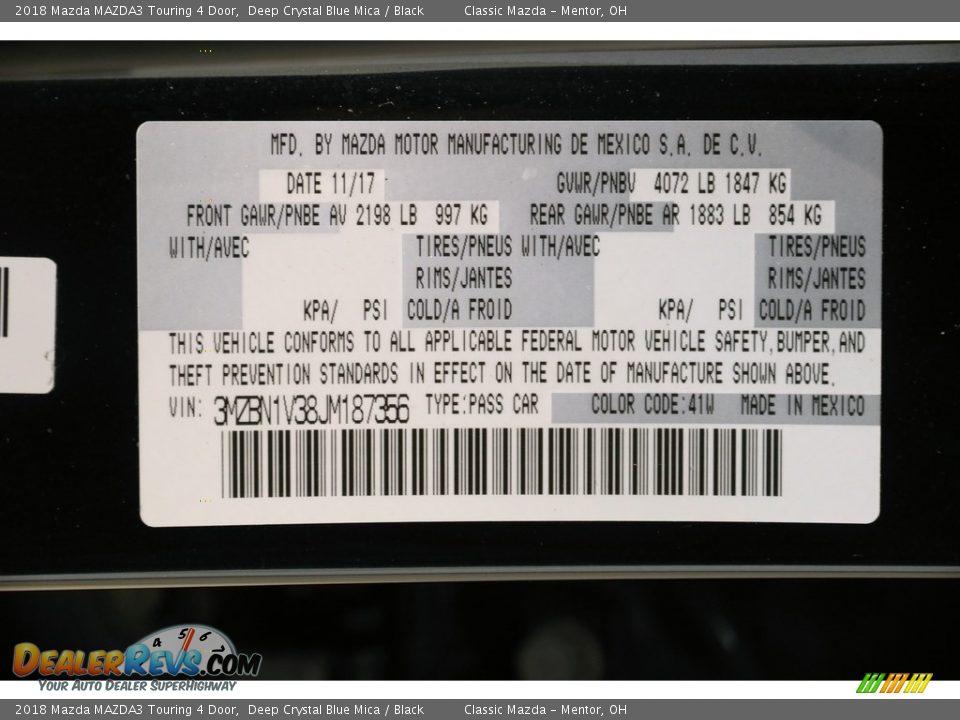 2018 Mazda MAZDA3 Touring 4 Door, Deep Crystal Blue Mica / Black Classic Mazda – Mentor, OH
MFD. BY MAZDA MOTOR MANUFACTURING DE MEXICO S.A. DE C.V.
DATE 11/17 GVWR/PNBV 4072 LB 1847 KG
FRONT GAWR/PNBE AV 2198 LB 997 KG REAR GAWR/PNBE AR 1883 LB 854 KG
WITH/AVEC TIRES/PNEUS WITH/AVEC TIRES/PNEUS
RIMS/JANTES RIMS/JANTES
KPA/ PSI COLD/A FROID KPA/ PSI COLD/A FROID
THIS VEHICLE CONFORMS TO ALL APPLICABLE FEDERAL MOTOR VEHICLE SAFETY, BUMPER, AND
THEFT PREVENTION STANDARDS IN EFFECT ON THE DATE OF MANUFACTURE SHOWN ABOVE.
VIN: 3MZBN1V38JM187356 TYPE:PASS CAR COLOR CODE:41W MADE IN MEXICO
4 5 6
DEALERREVS.COM
YOUR AUTO DEALER SUPERHIGHWAY
2018 Mazda MAZDA3 Touring 4 Door, Deep Crystal Blue Mica / Black Classic Mazda – Mentor, OH